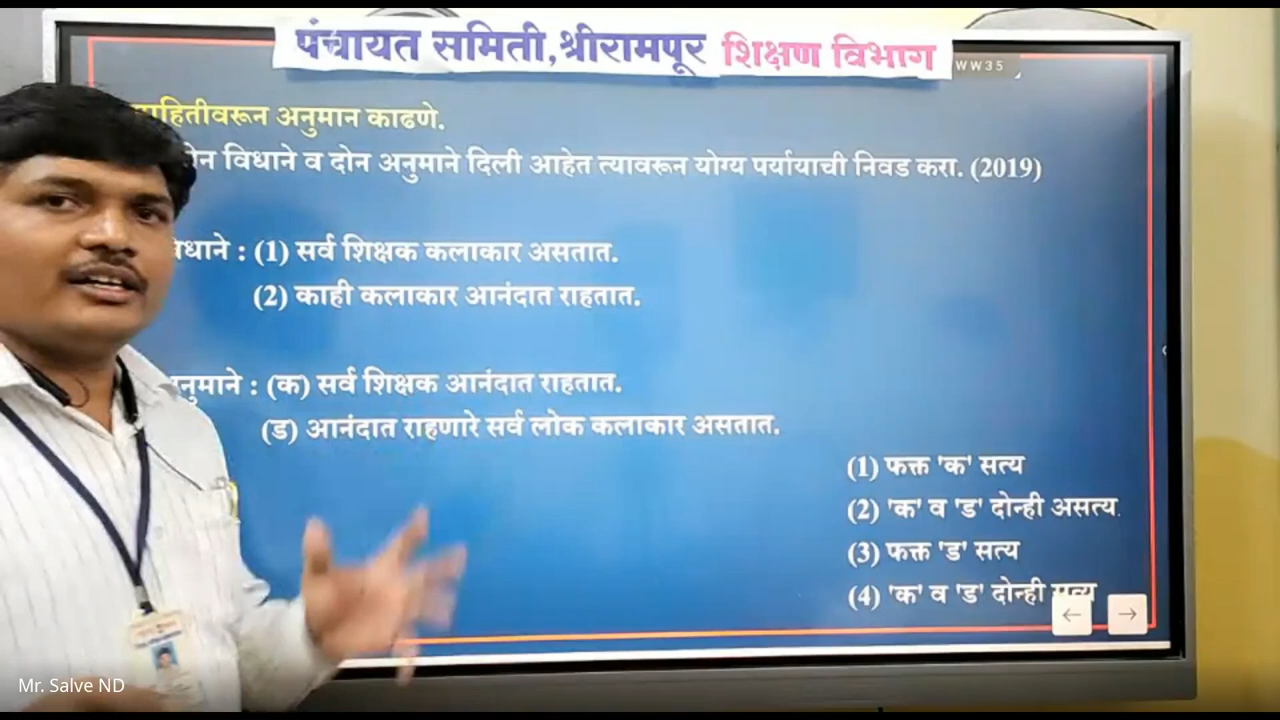 पंचायत समिती,श्रीरामपूर शिक्षण विभाग
WW35
अनुमान काढणे.
विधाने व दोन अनुमाने दिली आहेत त्यावरून योग्य पर्यायाची निवड करा. (2019)
: (1) सर्व शिक्षक कलाकार असतात.
(2) काही कलाकार आनंदात राहतात.
: (क) सर्व शिक्षक आनंदात राहतात.
(ड) आनंदात राहणारे सर्व लोक कलाकार असतात.
(1) फक्त 'क' सत्य
(2) 'क' व 'ड' दोन्ही असत्य.
(3) फक्त 'ड' सत्य
(4) 'क' व 'ड' दोन्ही सत्य
Mr. Salve ND